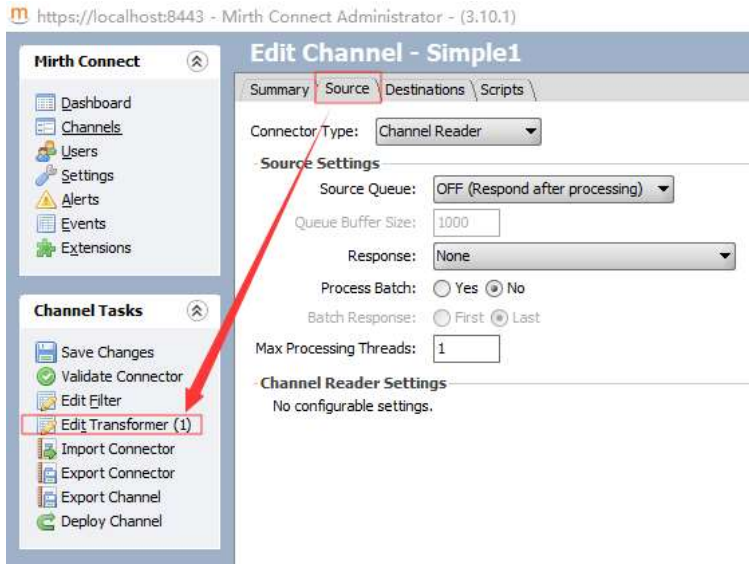 https://localhost:8443 - Mirth Connect Administrator - (3.10.1)
Mirth Connect
Dashboard
Channels
Users
Settings
Alerts
Events
Extensions
Channel Tasks
Save Changes
Validate Connector
Edit Filter
Edit Transformer (1)
Import Connector
Export Connector
Export Channel
Deploy Channel
Edit Channel - Simple1
Summary Source Destinations Scripts
Connector Type: Channel Reader
Source Settings
Source Queue: OFF (Respond after processing)
Queue Buffer Size: 1000
Response: None
Process Batch: Yes No
Batch Response: First Last
Max Processing Threads: 1
Channel Reader Settings
No configurable settings.